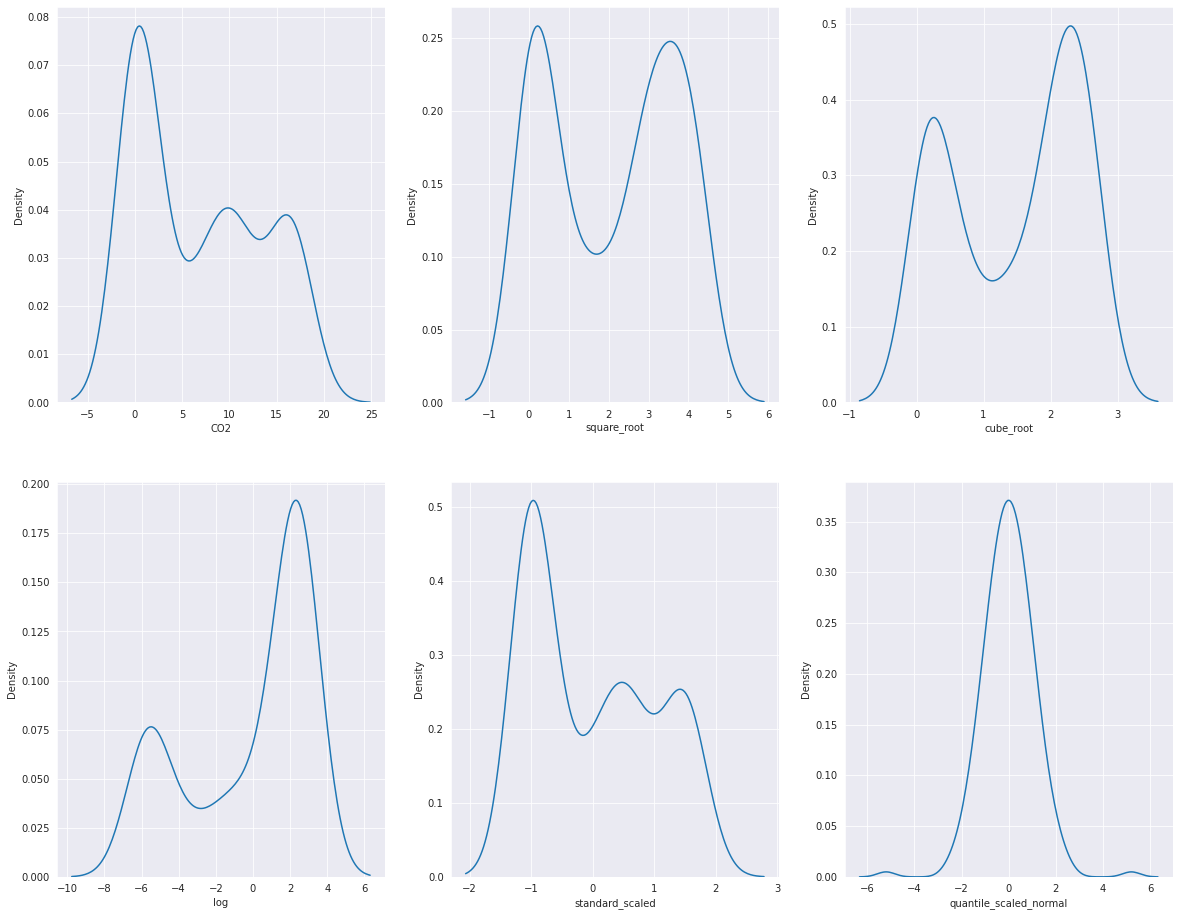 Density
0.08
0.07
0.06
0.05
0.04
0.03
0.02
0.01
0.00
−5 0 5 10 15 20 25
CO2
Density
0.25
0.20
0.15
0.10
0.05
0.00
−1 0 1 2 3 4 5 6
square_root
Density
0.5
0.4
0.3
0.2
0.1
0.0
−1 0 1 2 3
cube_root
Density
0.200
0.175
0.150
0.125
0.100
0.075
0.050
0.025
0.000
−10 −8 −6 −4 −2 0 2 4 6
log
Density
0.5
0.4
0.3
0.2
0.1
0.0
−2 −1 0 1 2 3
standard_scaled
Density
0.35
0.30
0.25
0.20
0.15
0.10
0.05
0.00
−6 −4 −2 0 2 4 6
quantile_scaled_normal